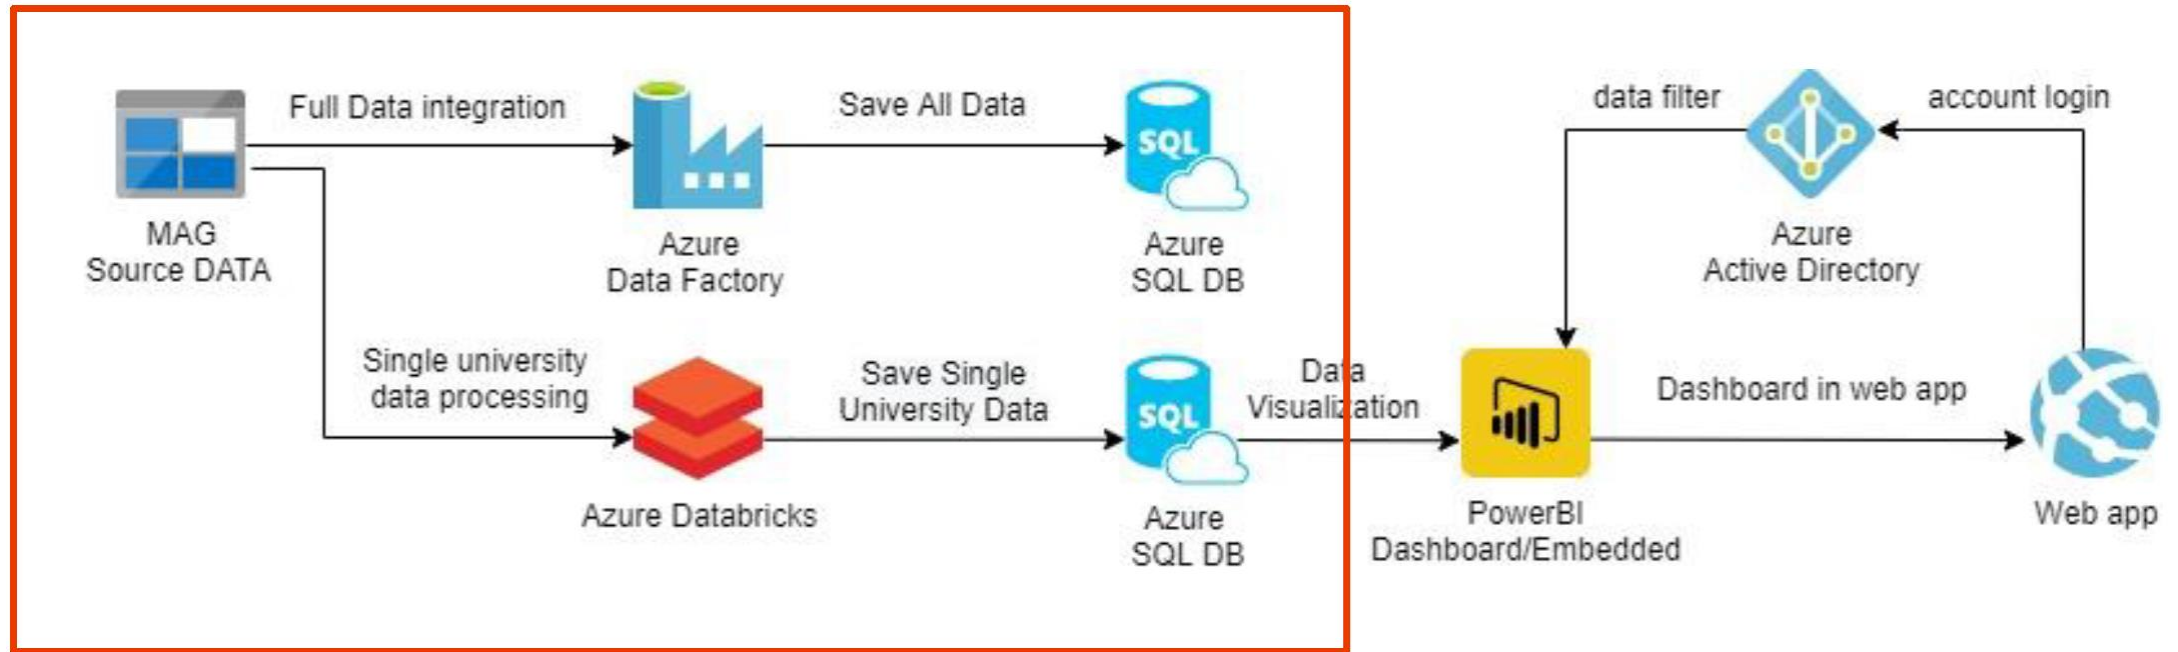 Full Data integration
Save All Data
data filter
account login
SQL
MAG
Source DATA
Azure
Data Factory
Azure
SQL DB
Azure
Active Directory
Single university
data processing
Save Single
University Data
Data
Visualization
Dashboard in web app
SQL
Azure Databricks
Azure
SQL DB
PowerBI
Dashboard/Embedded
Web app